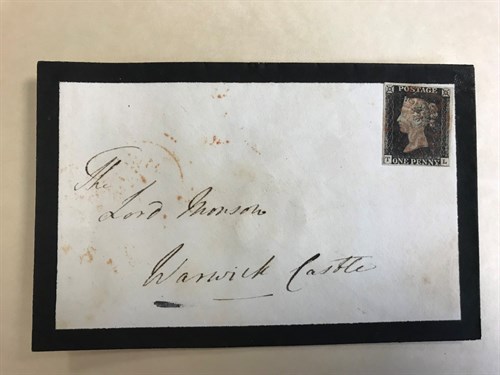 POSTAGE
ONE PENNY
The
Lord Monson
Warwick Castle